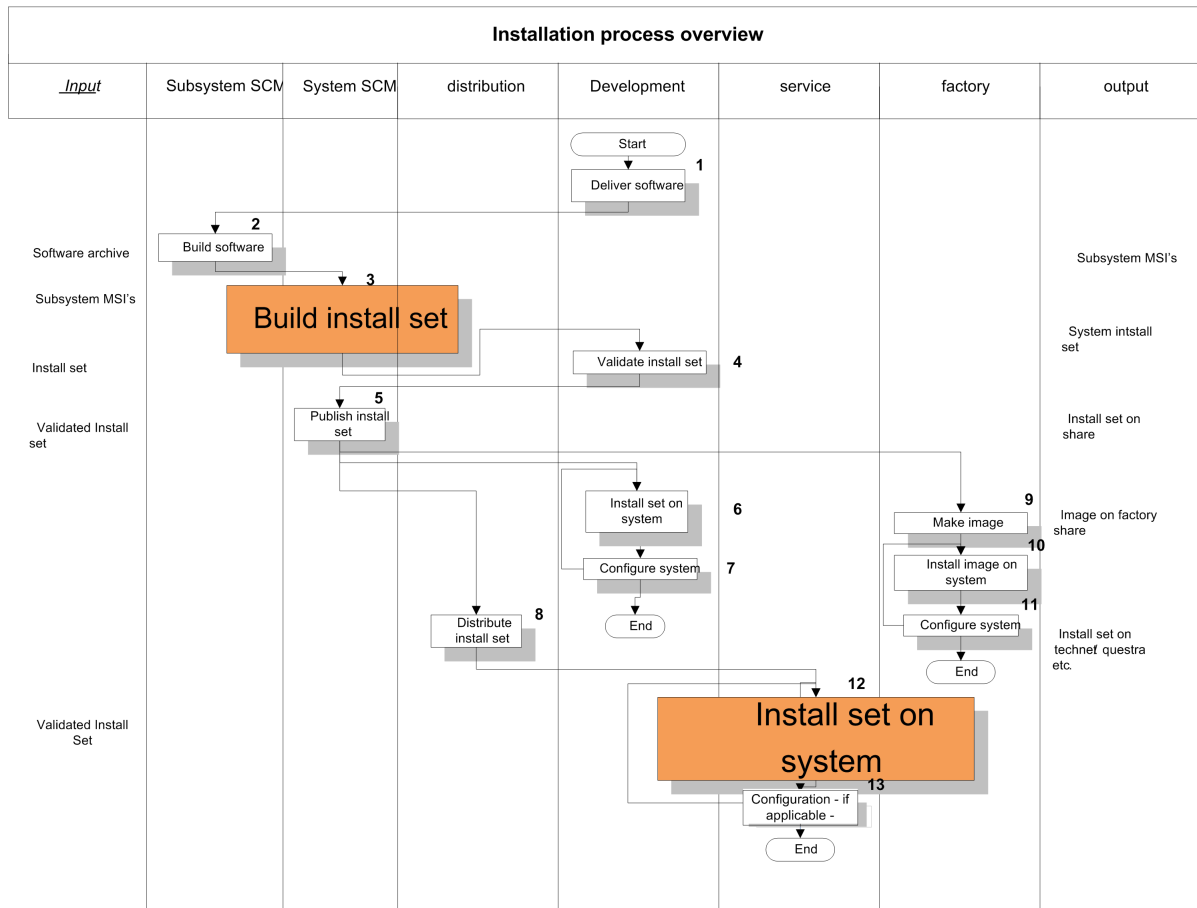 Installation process overview
Input
Subsystem SCM
System SCM
distribution
Development
service
factory
output
Start
1
Deliver software
2
Build software
Software archive
Subsystem MSI's
3
Subsystem MSI's
Build install set
System intstall
set
Validate install set
4
Install set
5
Publish install
set
Validated Install
set
Install set on
share
Install set on
system
6
9
Make image
Image on factory
share
10
Install image on
system
Configure system
7
11
Configure system
8
Distribute
install set
End
Install set on
technet/ questra
etc.
End
12
Install set on
system
Validated Install
Set
13
Configuration - if
applicable -
End